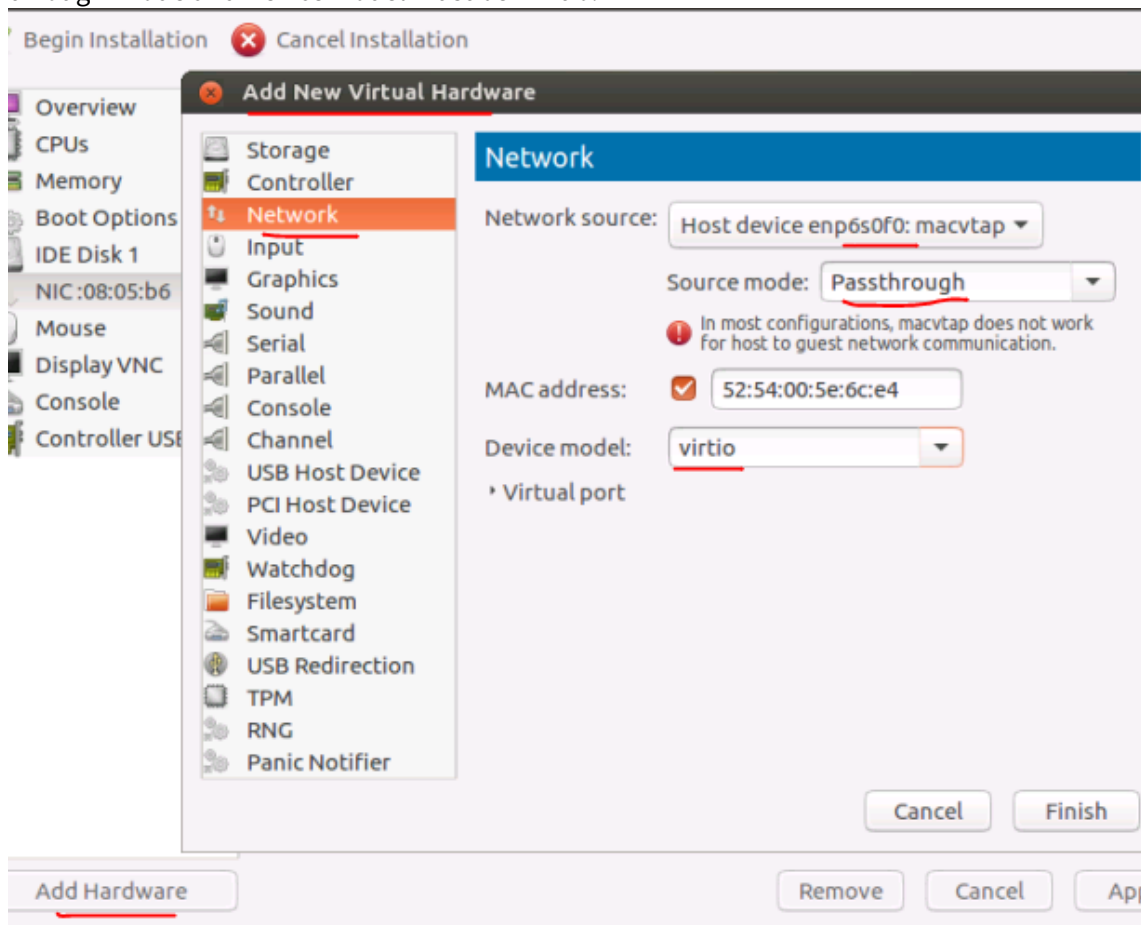 Begin Installation Cancel Installation
Add New Virtual Hardware
Overview
CPUs
Memory
Boot Options
IDE Disk 1
NIC :08:05:b6
Mouse
Display VNC
Console
Controller USB
Storage
Controller
Network
Input
Graphics
Sound
Serial
Parallel
Console
Channel
USB Host Device
PCI Host Device
Video
Watchdog
Filesystem
Smartcard
USB Redirection
TPM
RNG
Panic Notifier
Network
Network source: Host device enp6s0f0: macvtap
Source mode: Passthrough
In most configurations, macvtap does not work
for host to guest network communication.
MAC address: 52:54:00:5e:6c:e4
Device model: virtio
Virtual port
Cancel Finish
Add Hardware Remove Cancel